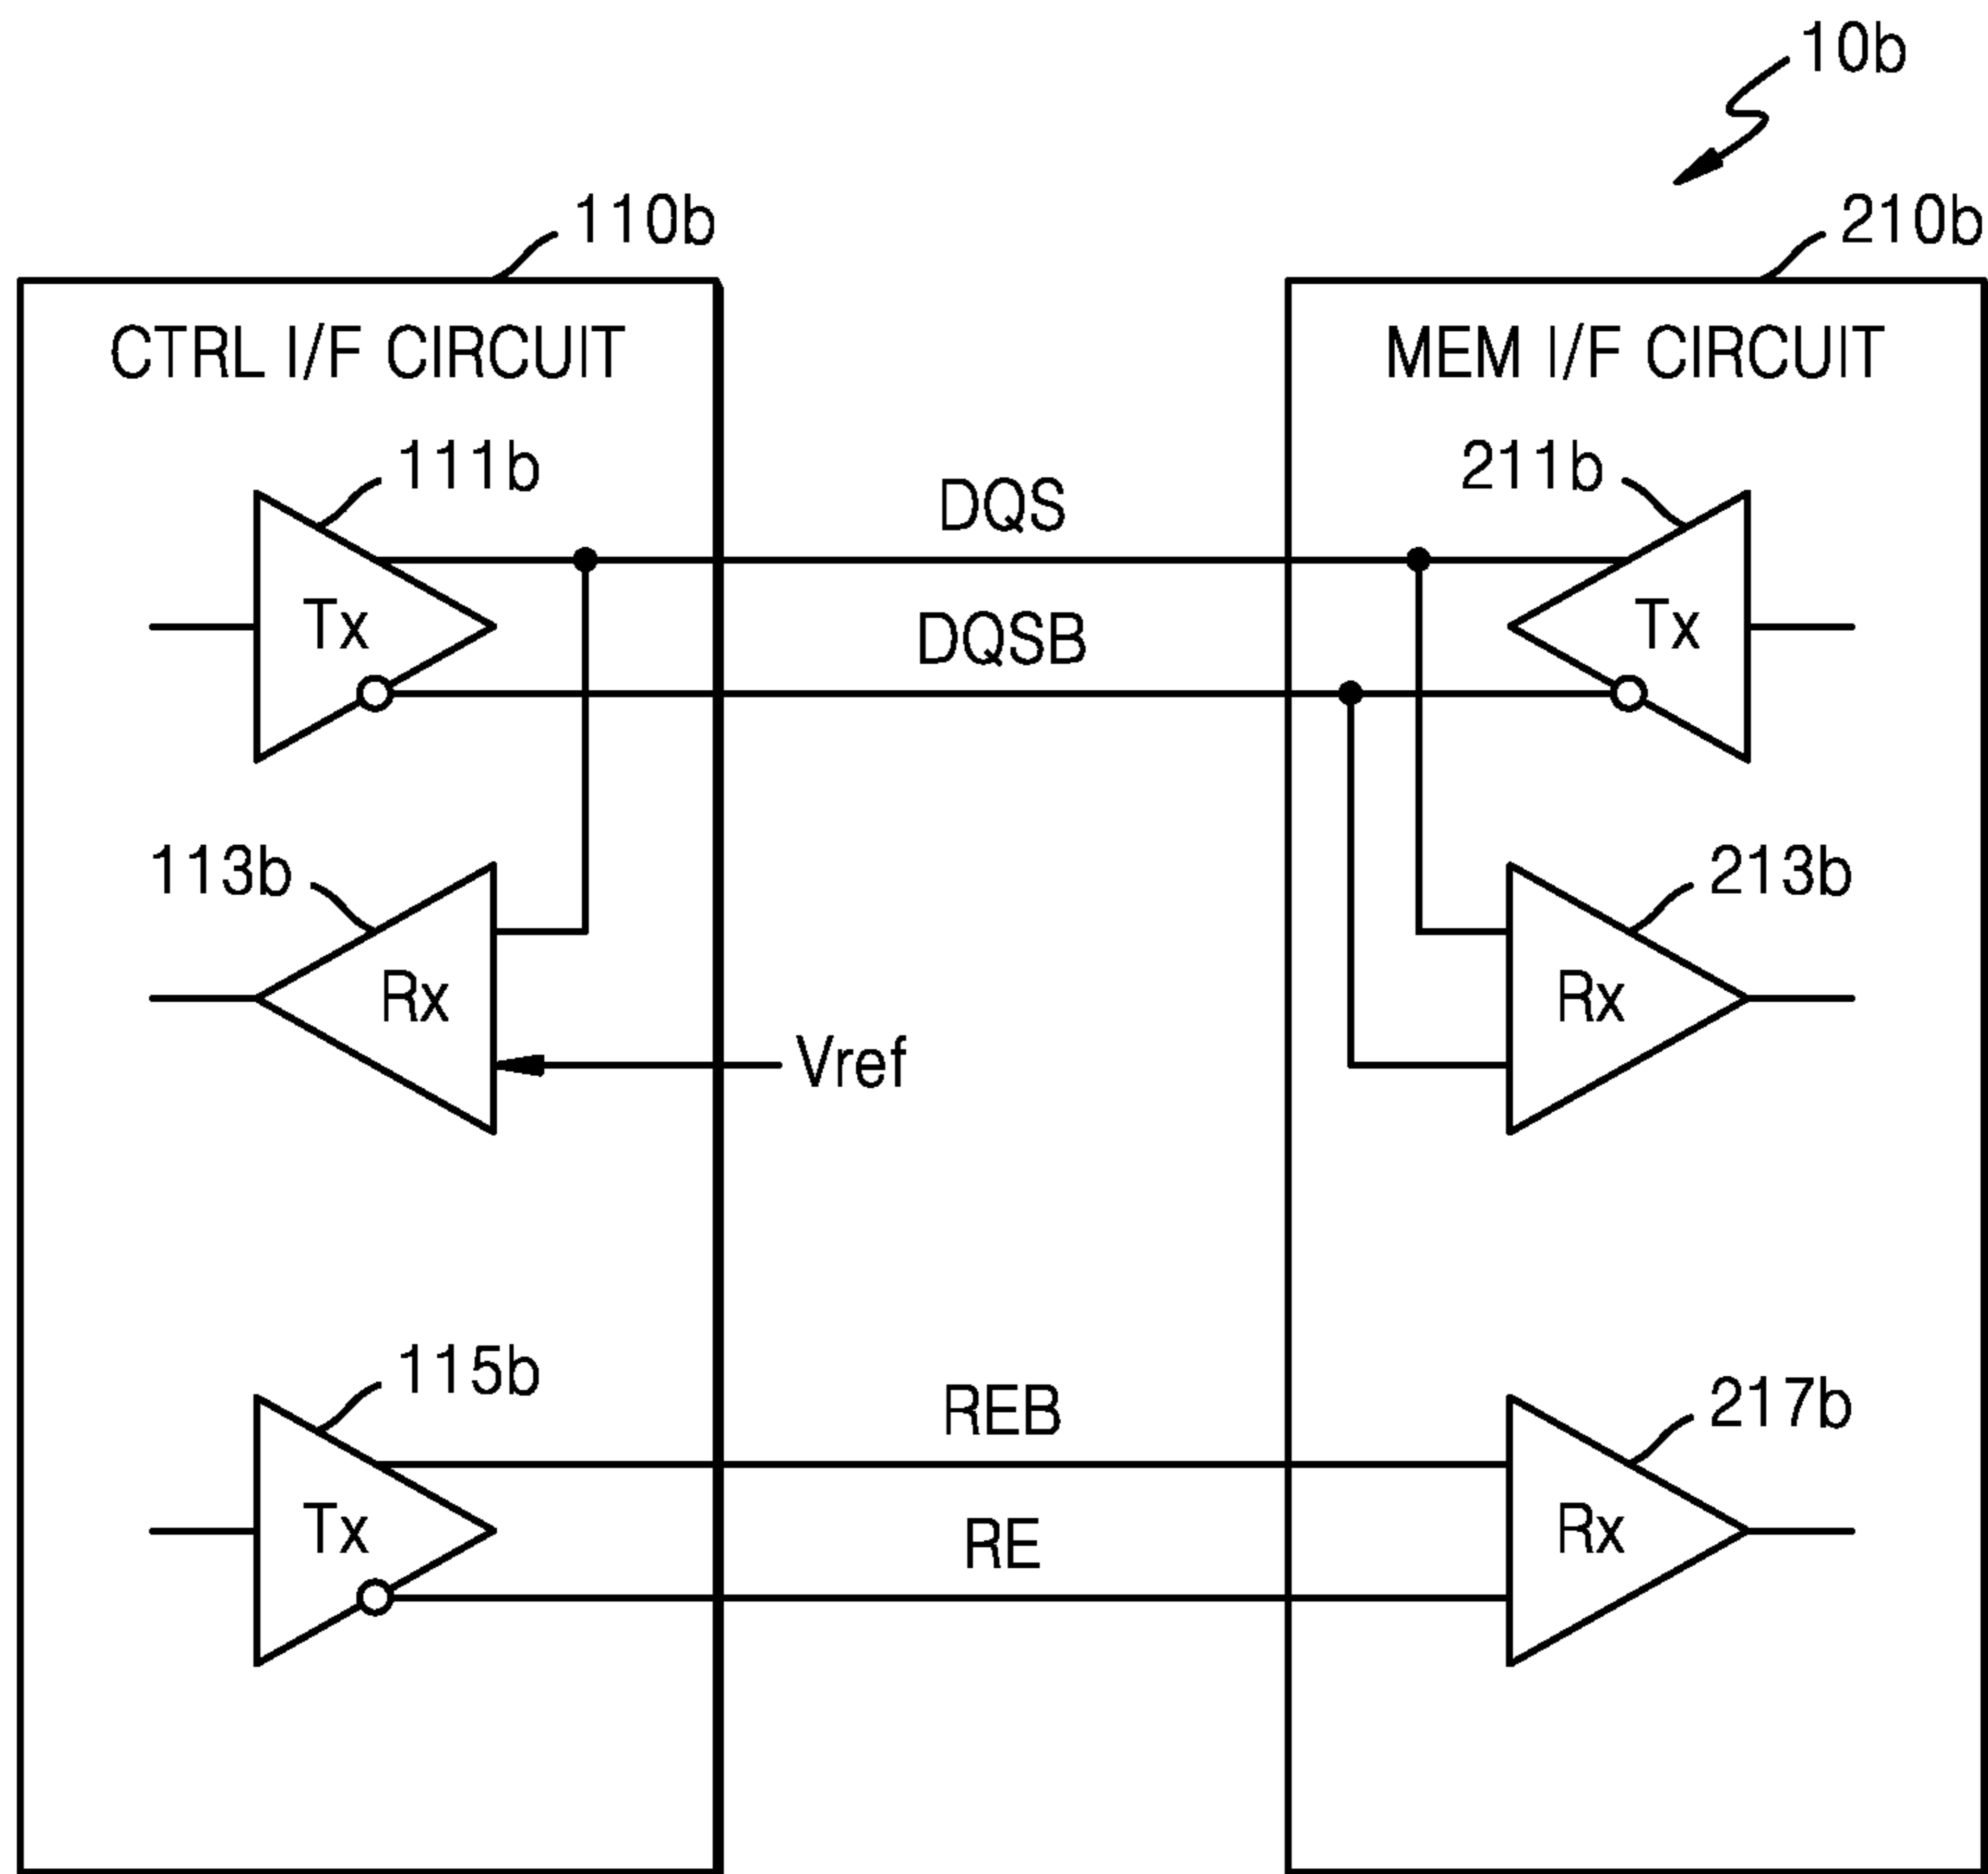 10b
110b
210b
CTRL I/F CIRCUIT
MEM I/F CIRCUIT
111b
DQS
211b
Tx
DQSB
Tx
113b
213b
Rx
Rx
Vref
115b
REB
217b
Tx
RE
Rx